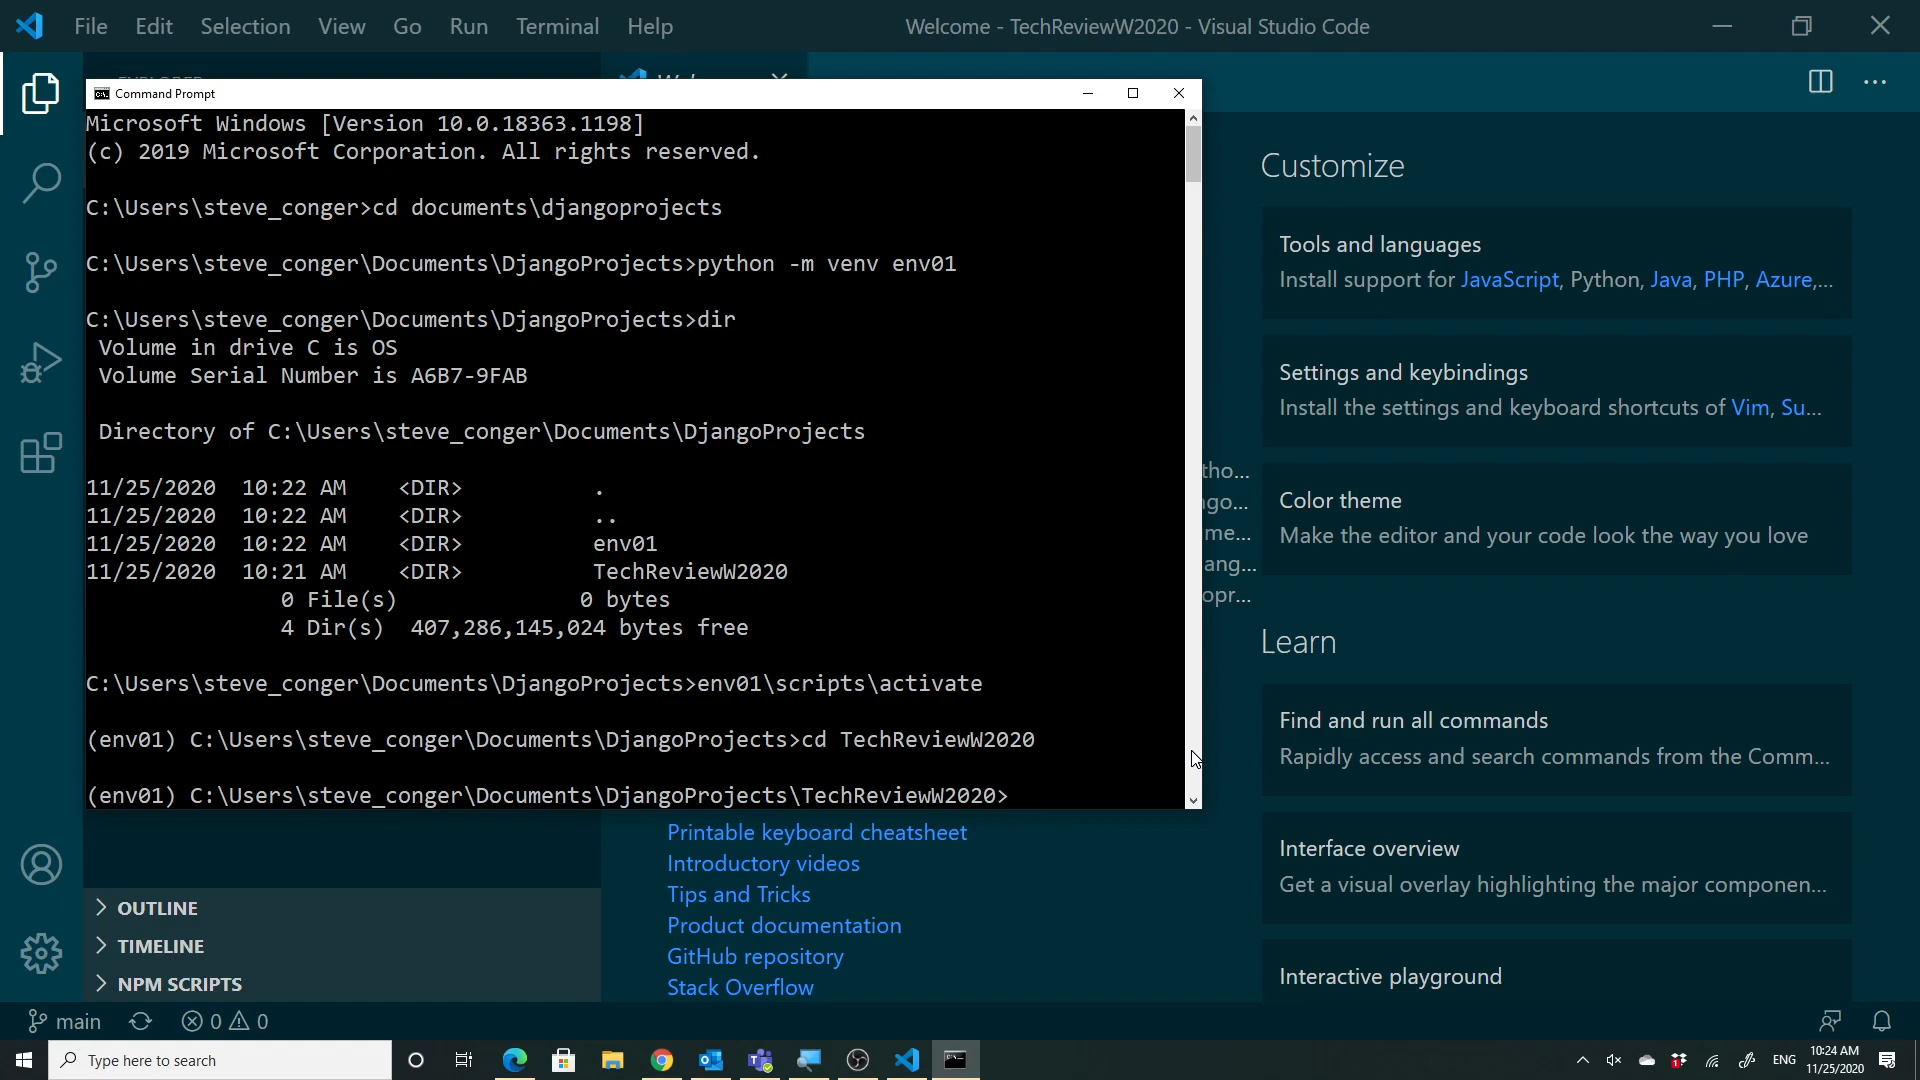 File Edit Selection View Go Run Terminal Help
Welcome - TechReviewW2020 - Visual Studio Code
Command Prompt
Microsoft Windows [Version 10.0.18363.1198]
(c) 2019 Microsoft Corporation. All rights reserved.
C:\Users\steve_conger>cd documents\djangoprojects
C:\Users\steve_conger\Documents\DjangoProjects>python -m venv env01
C:\Users\steve_conger\Documents\DjangoProjects>dir
Volume in drive C is OS
Volume Serial Number is A6B7-9FAB
Directory of C:\Users\steve_conger\Documents\DjangoProjects
11/25/2020 10:22 AM <DIR> .
11/25/2020 10:22 AM <DIR> ..
11/25/2020 10:22 AM <DIR> env01
11/25/2020 10:21 AM <DIR> TechReviewW2020
0 File(s) 0 bytes
4 Dir(s) 407,286,145,024 bytes free
C:\Users\steve_conger\Documents\DjangoProjects>env01\scripts\activate
(env01) C:\Users\steve_conger\Documents\DjangoProjects>cd TechReviewW2020
(env01) C:\Users\steve_conger\Documents\DjangoProjects\TechReviewW2020>
Printable keyboard cheatsheet
Introductory videos
Tips and Tricks
Product documentation
GitHub repository
Stack Overflow
Customize
Tools and languages
Install support for JavaScript, Python, Java, PHP, Azure,...
Settings and keybindings
Install the settings and keyboard shortcuts of Vim, Su...
Color theme
Make the editor and your code look the way you love
Learn
Find and run all commands
Rapidly access and search commands from the Comm...
Interface overview
Get a visual overlay highlighting the major componen...
Interactive playground
OUTLINE
TIMELINE
NPM SCRIPTS
main 0 0
Type here to search
ENG
10:24 AM
11/25/2020